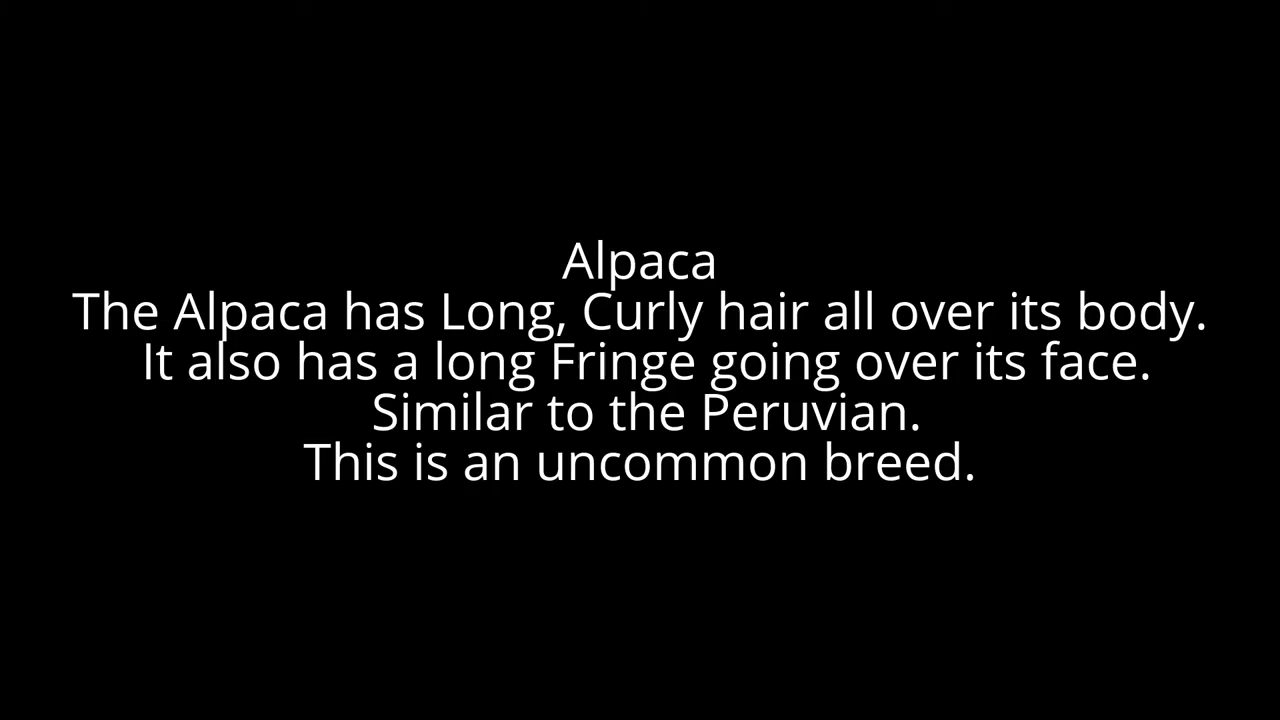 Alpaca
The Alpaca has Long, Curly hair all over its body.
It also has a long Fringe going over its face.
Similar to the Peruvian.
This is an uncommon breed.